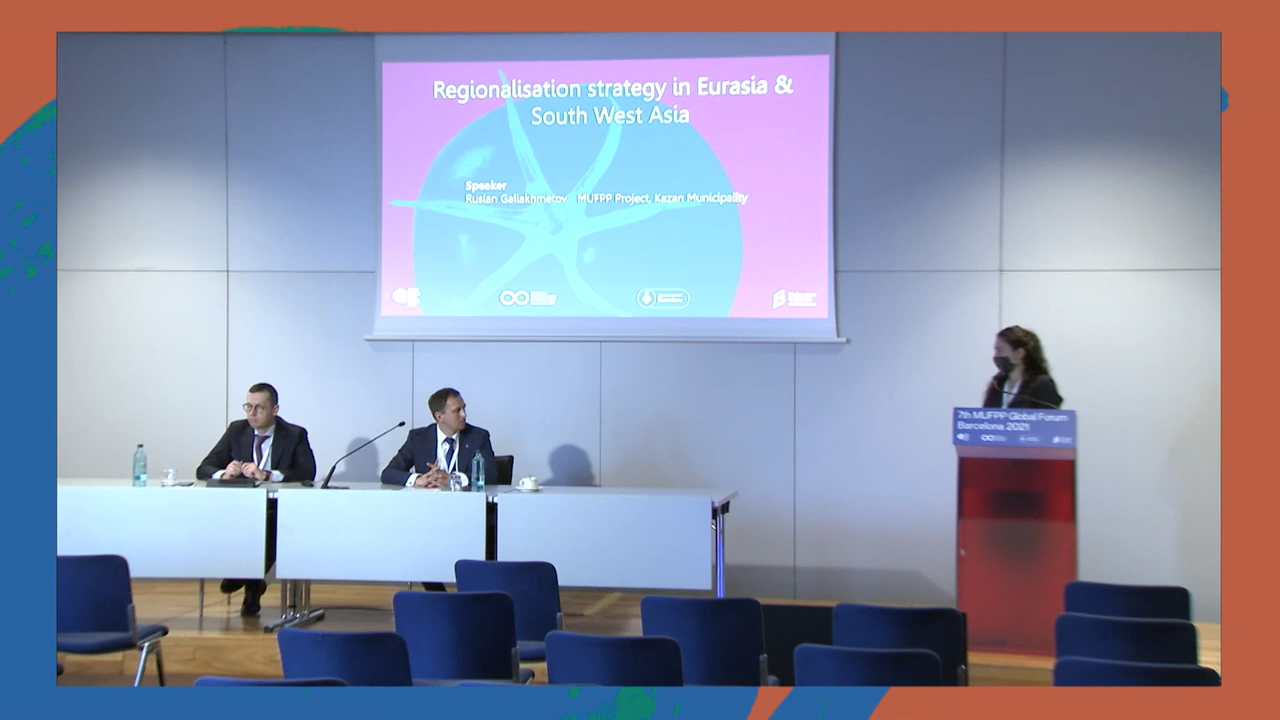 Regionalisation strategy in Eurasia &
South West Asia
Speaker
Ruslan Galiakhmetov MUFPP Project, Kazan Municipality
7th MUFPP Global Forum
Barcelona 2021